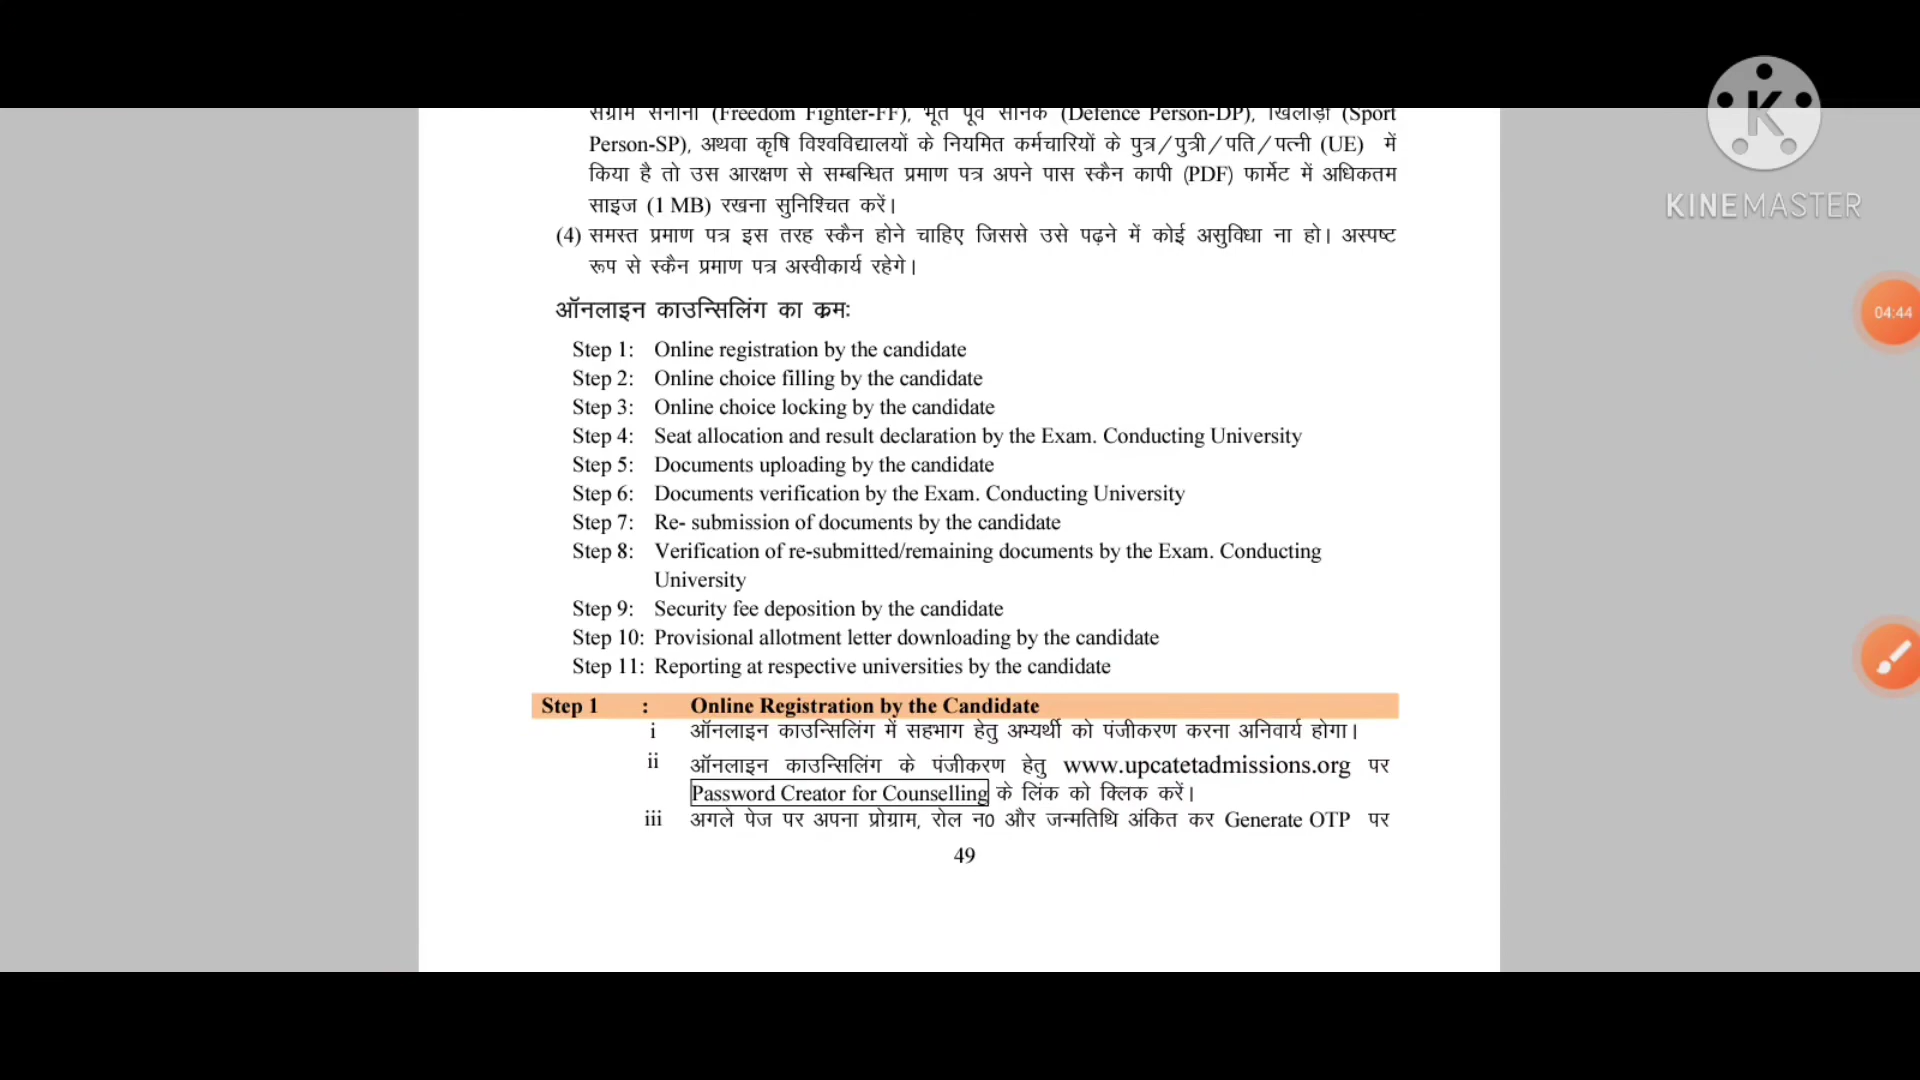 संग्राम सेनानी (Freedom Fighter-FF), भूत पूर्व सैनिक (Defence Person-DP), खिलाड़ी (Sport
Person-SP), अथवा कृषि विश्वविद्यालयों के नियमित कर्मचारियों के पुत्र/पुत्री/पति/पत्नी (UE) में
किया है तो उस आरक्षण से सम्बन्धित प्रमाण पत्र अपने पास स्कैन कापी (PDF) फार्मेट में अधिकतम
साइज (1 MB) रखना सुनिश्चित करें।
(4) समस्त प्रमाण पत्र इस तरह स्कैन होने चाहिए जिससे उसे पढ़ने में कोई असुविधा ना हो। अस्पष्ट
रूप से स्कैन प्रमाण पत्र अस्वीकार्य रहेगे।
ऑनलाइन काउन्सिलिंग का क्रमः
Step 1: Online registration by the candidate
Step 2: Online choice filling by the candidate
Step 3: Online choice locking by the candidate
Step 4: Seat allocation and result declaration by the Exam. Conducting University
Step 5: Documents uploading by the candidate
Step 6: Documents verification by the Exam. Conducting University
Step 7: Re- submission of documents by the candidate
Step 8: Verification of re-submitted/remaining documents by the Exam. Conducting
University
Step 9: Security fee deposition by the candidate
Step 10: Provisional allotment letter downloading by the candidate
Step 11: Reporting at respective universities by the candidate
Step 1 : Online Registration by the Candidate
i ऑनलाइन काउन्सिलिंग में सहभाग हेतु अभ्यर्थी को पंजीकरण करना अनिवार्य होगा।
ii ऑनलाइन काउन्सिलिंग के पंजीकरण हेतु www.upcatetadmissions.org पर
Password Creator for Counselling के लिंक को क्लिक करें।
iii अगले पेज पर अपना प्रोग्राम, रोल न0 और जन्मतिथि अंकित कर Generate OTP पर
49
K
KINEMASTER
04:44